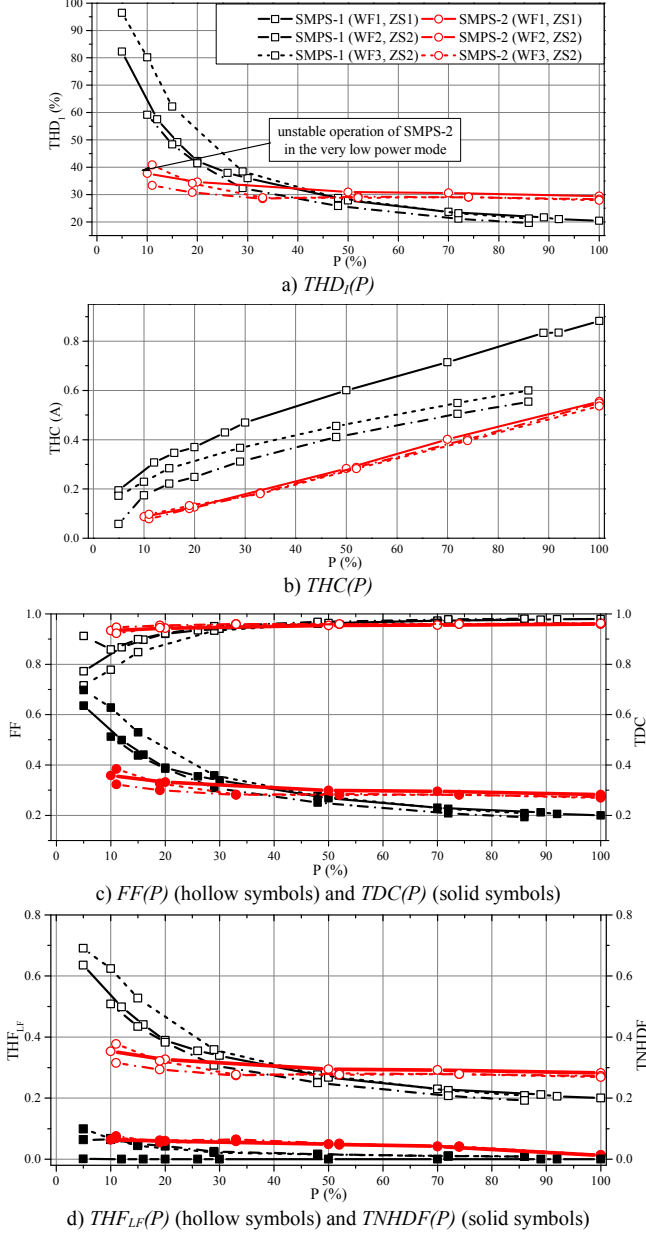 SMPS-1 (WF1, ZS1) SMPS-2 (WF1, ZS1)
SMPS-1 (WF2, ZS2) SMPS-2 (WF2, ZS2)
SMPS-1 (WF3, ZS2) SMPS-2 (WF3, ZS2)
100
90
80
70
60
50
40
30
20
THD_I (%)
unstable operation of SMPS-2
in the very low power mode
0 10 20 30 40 50 60 70 80 90 100
P (%)
a) THD_I(P)
1.0
0.8
0.6
0.4
0.2
0.0
THC (A)
0 10 20 30 40 50 60 70 80 90 100
P (%)
b) THC(P)
1.0
0.8
0.6
0.4
0.2
FF
1.0
0.8
0.6
0.4
0.2
TDC
0 10 20 30 40 50 60 70 80 90 100
P (%)
c) FF(P) (hollow symbols) and TDC(P) (solid symbols)
0.8
0.6
0.4
0.2
0.0
THF_LF
0.8
0.6
0.4
0.2
0.0
TNHDF
0 10 20 30 40 50 60 70 80 90 100
P (%)
d) THF_LF(P) (hollow symbols) and TNHDF(P) (solid symbols)